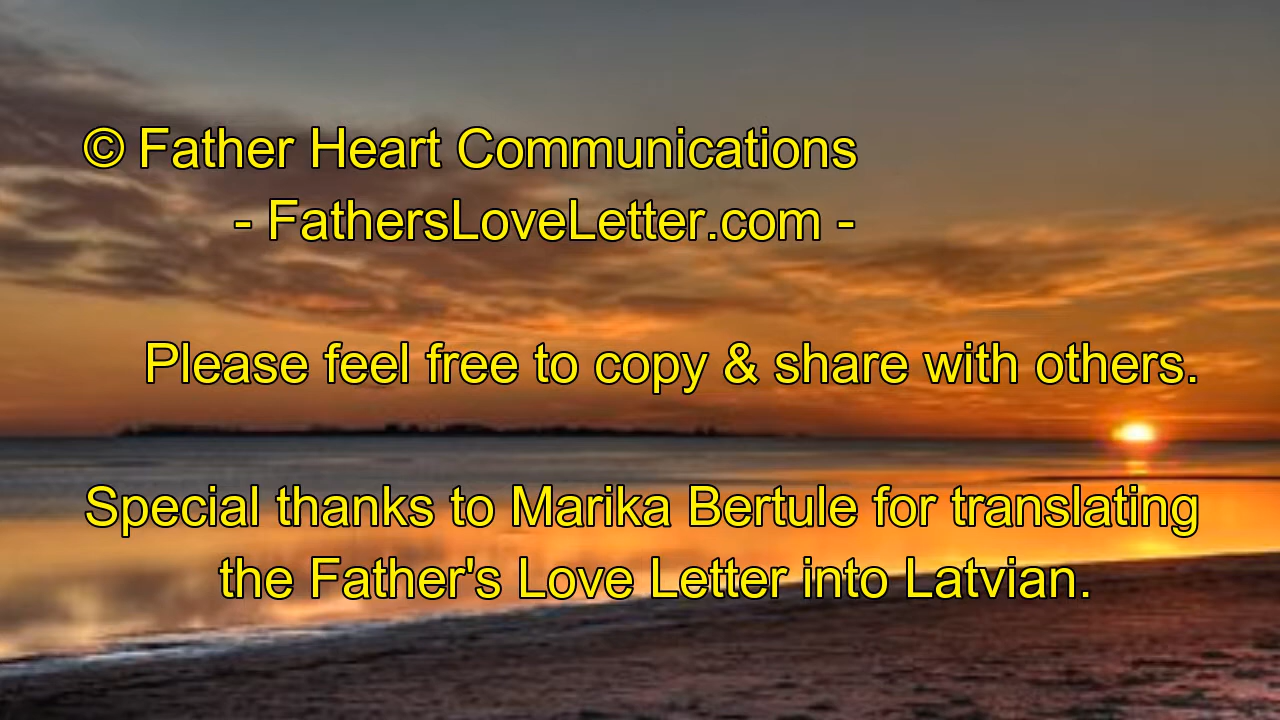 © Father Heart Communications
- FathersLoveLetter.com -
Please feel free to copy & share with others.
Special thanks to Marika Bertule for translating
the Father's Love Letter into Latvian.